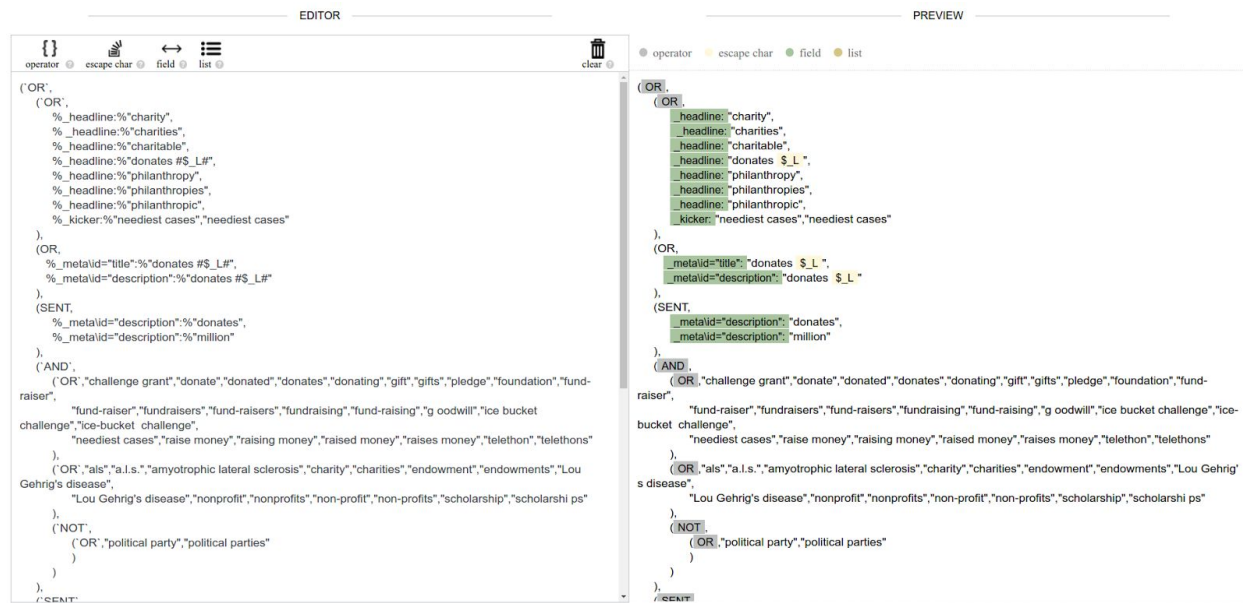 EDITOR
PREVIEW
{}
operator ?
escape char ?
field ?
list ?
clear ?
(`OR`,
(`OR`,
%_headline:%"charity",
% _headline:%"charities",
%_headline:%"charitable",
%_headline:%"donates #$_L#",
%_headline:%"philanthropy",
%_headline:%"philanthropies",
%_headline:%"philanthropic",
%_kicker:%"neediest cases","neediest cases"
),
(OR,
%_meta\id="title":%"donates #$_L#",
%_meta\id="description":%"donates #$_L#"
),
(SENT,
%_meta\id="description":%"donates",
%_meta\id="description":%"million"
),
(`AND`,
(`OR`,"challenge grant","donate","donated","donates","donating","gift","gifts","pledge","foundation","fund-
raiser",
"fund-raiser","fundraisers","fund-raisers","fundraising","fund-raising","g oodwill","ice bucket
challenge","ice-bucket  challenge",
"neediest cases","raise money","raising money","raised money","raises money","telethon","telethons"
),
(`OR`,"als","a.l.s.","amyotrophic lateral sclerosis","charity","charities","endowment","endowments","Lou
Gehrig's disease",
"Lou Gehrig's disease","nonprofit","nonprofits","non-profit","non-profits","scholarship","scholarshi ps"
),
(`NOT`,
(`OR`,"political party","political parties"
)
)
),
(`SENT`
operator
escape char
field
list
( OR ,
( OR ,
_headline: "charity",
_headline: "charities",
_headline: "charitable",
_headline: "donates $_L ",
_headline: "philanthropy",
_headline: "philanthropies",
_headline: "philanthropic",
_kicker: "neediest cases","neediest cases"
),
(OR,
_meta\id="title": "donates $_L ",
_meta\id="description": "donates $_L "
),
(SENT,
_meta\id="description": "donates",
_meta\id="description": "million"
),
( AND ,
( OR ,"challenge grant","donate","donated","donates","donating","gift","gifts","pledge","foundation","fund-
raiser",
"fund-raiser","fundraisers","fund-raisers","fundraising","fund-raising","g oodwill","ice bucket challenge","ice-
bucket  challenge",
"neediest cases","raise money","raising money","raised money","raises money","telethon","telethons"
),
( OR ,"als","a.l.s.","amyotrophic lateral sclerosis","charity","charities","endowment","endowments","Lou Gehrig'
s disease",
"Lou Gehrig's disease","nonprofit","nonprofits","non-profit","non-profits","scholarship","scholarshi ps"
),
( NOT ,
( OR ,"political party","political parties"
)
)
),
( SENT